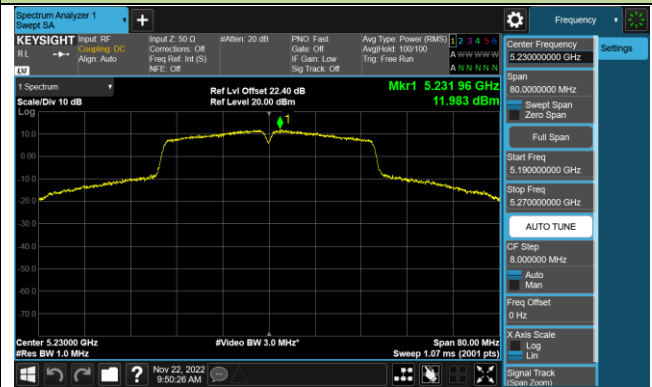 Spectrum Analyzer 1
Swept SA
Frequency
KEYSIGHT
RL
Input: RF
Coupling: DC
Align: Auto
Input Z: 50 Ω
Corrections: Off
Freq Ref: Int (S)
NFE: Off
#Atten: 20 dB
PNO: Fast
Gate: Off
IF Gain: Low
Sig Track: Off
Avg Type: Power (RMS)
Avg|Hold: 100/100
Trig: Free Run
1 2 3 4 5 6
A W W W W W
A N N N N N
LXI
1 Spectrum
Scale/Div 10 dB
Log
Ref Lvl Offset 22.40 dB
Ref Level 20.00 dBm
Mkr1 5.231 96 GHz
11.983 dBm
1
10.0
0.00
-10.0
-20.0
-30.0
-40.0
-50.0
-60.0
-70.0
Center 5.23000 GHz
#Res BW 1.0 MHz
#Video BW 3.0 MHz*
Span 80.00 MHz
Sweep 1.07 ms (2001 pts)
Nov 22, 2022
9:50:26 AM
Center Frequency
5.230000000 GHz
Settings
Span
80.0000000 MHz
Swept Span
Zero Span
Full Span
Start Freq
5.190000000 GHz
Stop Freq
5.270000000 GHz
AUTO TUNE
CF Step
8.000000 MHz
Auto
Man
Freq Offset
0 Hz
X Axis Scale
Log
Lin
Signal Track
(Span Zoom)